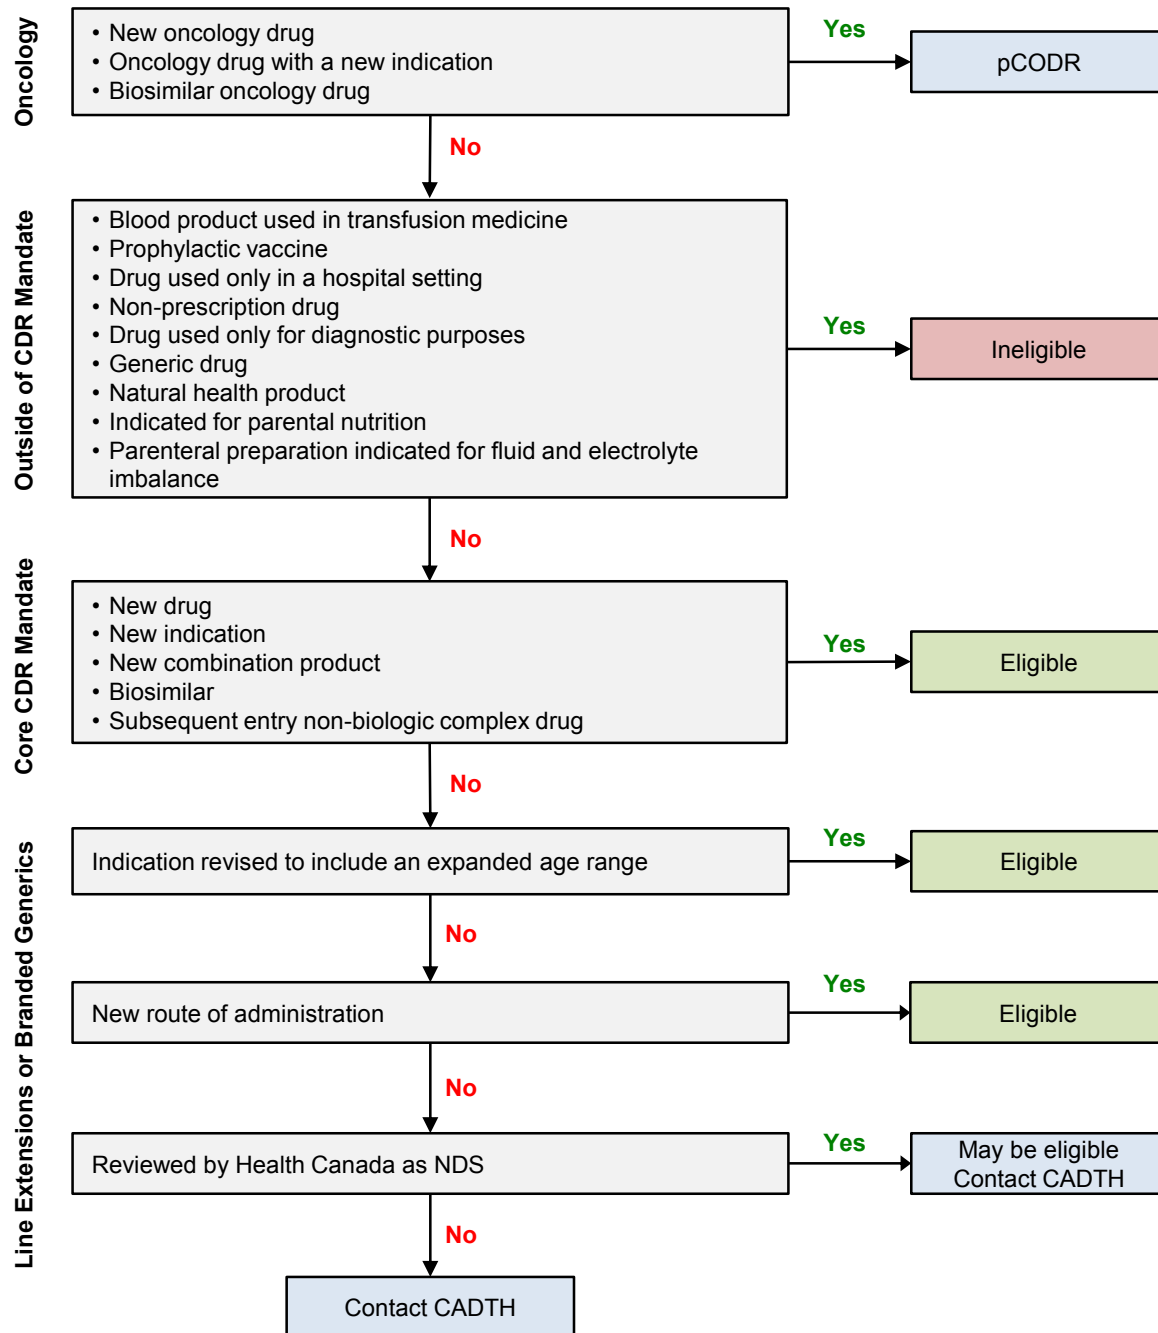 Oncology
• New oncology drug
• Oncology drug with a new indication
• Biosimilar oncology drug
Yes
pCODR
No
Outside of CDR Mandate
• Blood product used in transfusion medicine
• Prophylactic vaccine
• Drug used only in a hospital setting
• Non-prescription drug
• Drug used only for diagnostic purposes
• Generic drug
• Natural health product
• Indicated for parental nutrition
• Parenteral preparation indicated for fluid and electrolyte
imbalance
Yes
Ineligible
No
Core CDR Mandate
• New drug
• New indication
• New combination product
• Biosimilar
• Subsequent entry non-biologic complex drug
Yes
Eligible
No
Line Extensions or Branded Generics
Indication revised to include an expanded age range
Yes
Eligible
No
New route of administration
Yes
Eligible
No
Reviewed by Health Canada as NDS
Yes
May be eligible
Contact CADTH
No
Contact CADTH